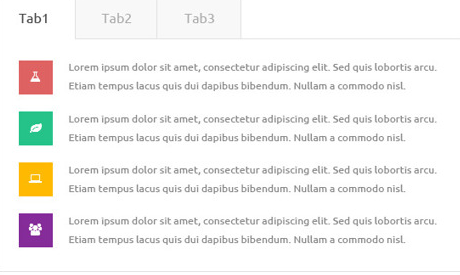 Tab1 Tab2 Tab3
Lorem ipsum dolor sit amet, consectetur adipiscing elit. Sed quis lobortis arcu.
Etiam tempus lacus quis dui dapibus bibendum. Nullam a commodo nisl.
Lorem ipsum dolor sit amet, consectetur adipiscing elit. Sed quis lobortis arcu.
Etiam tempus lacus quis dui dapibus bibendum. Nullam a commodo nisl.
Lorem ipsum dolor sit amet, consectetur adipiscing elit. Sed quis lobortis arcu.
Etiam tempus lacus quis dui dapibus bibendum. Nullam a commodo nisl.
Lorem ipsum dolor sit amet, consectetur adipiscing elit. Sed quis lobortis arcu.
Etiam tempus lacus quis dui dapibus bibendum. Nullam a commodo nisl.